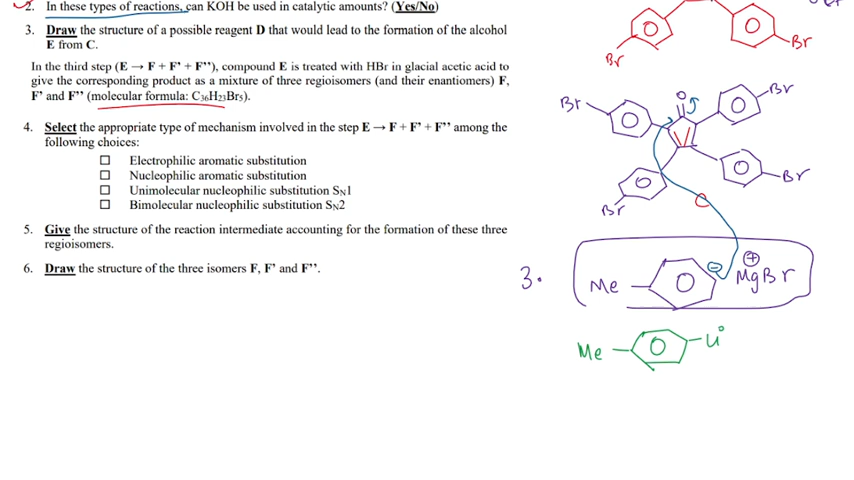 2. In these types of reactions, can KOH be used in catalytic amounts? (Yes/No)
3. Draw the structure of a possible reagent D that would lead to the formation of the alcohol
E from C.
In the third step (E → F + F' + F''), compound E is treated with HBr in glacial acetic acid to
give the corresponding product as a mixture of three regioisomers (and their enantiomers) F,
F' and F'' (molecular formula: C36H23Br5).
4. Select the appropriate type of mechanism involved in the step E → F + F' + F'' among the
following choices:
☐ Electrophilic aromatic substitution
☐ Nucleophilic aromatic substitution
☐ Unimolecular nucleophilic substitution SN1
☐ Bimolecular nucleophilic substitution SN2
5. Give the structure of the reaction intermediate accounting for the formation of these three
regioisomers.
6. Draw the structure of the three isomers F, F' and F''.
Br
Br
Br
O
Br
Br
Br
3.
Me
⊖
⊕
MgBr
Me
Li